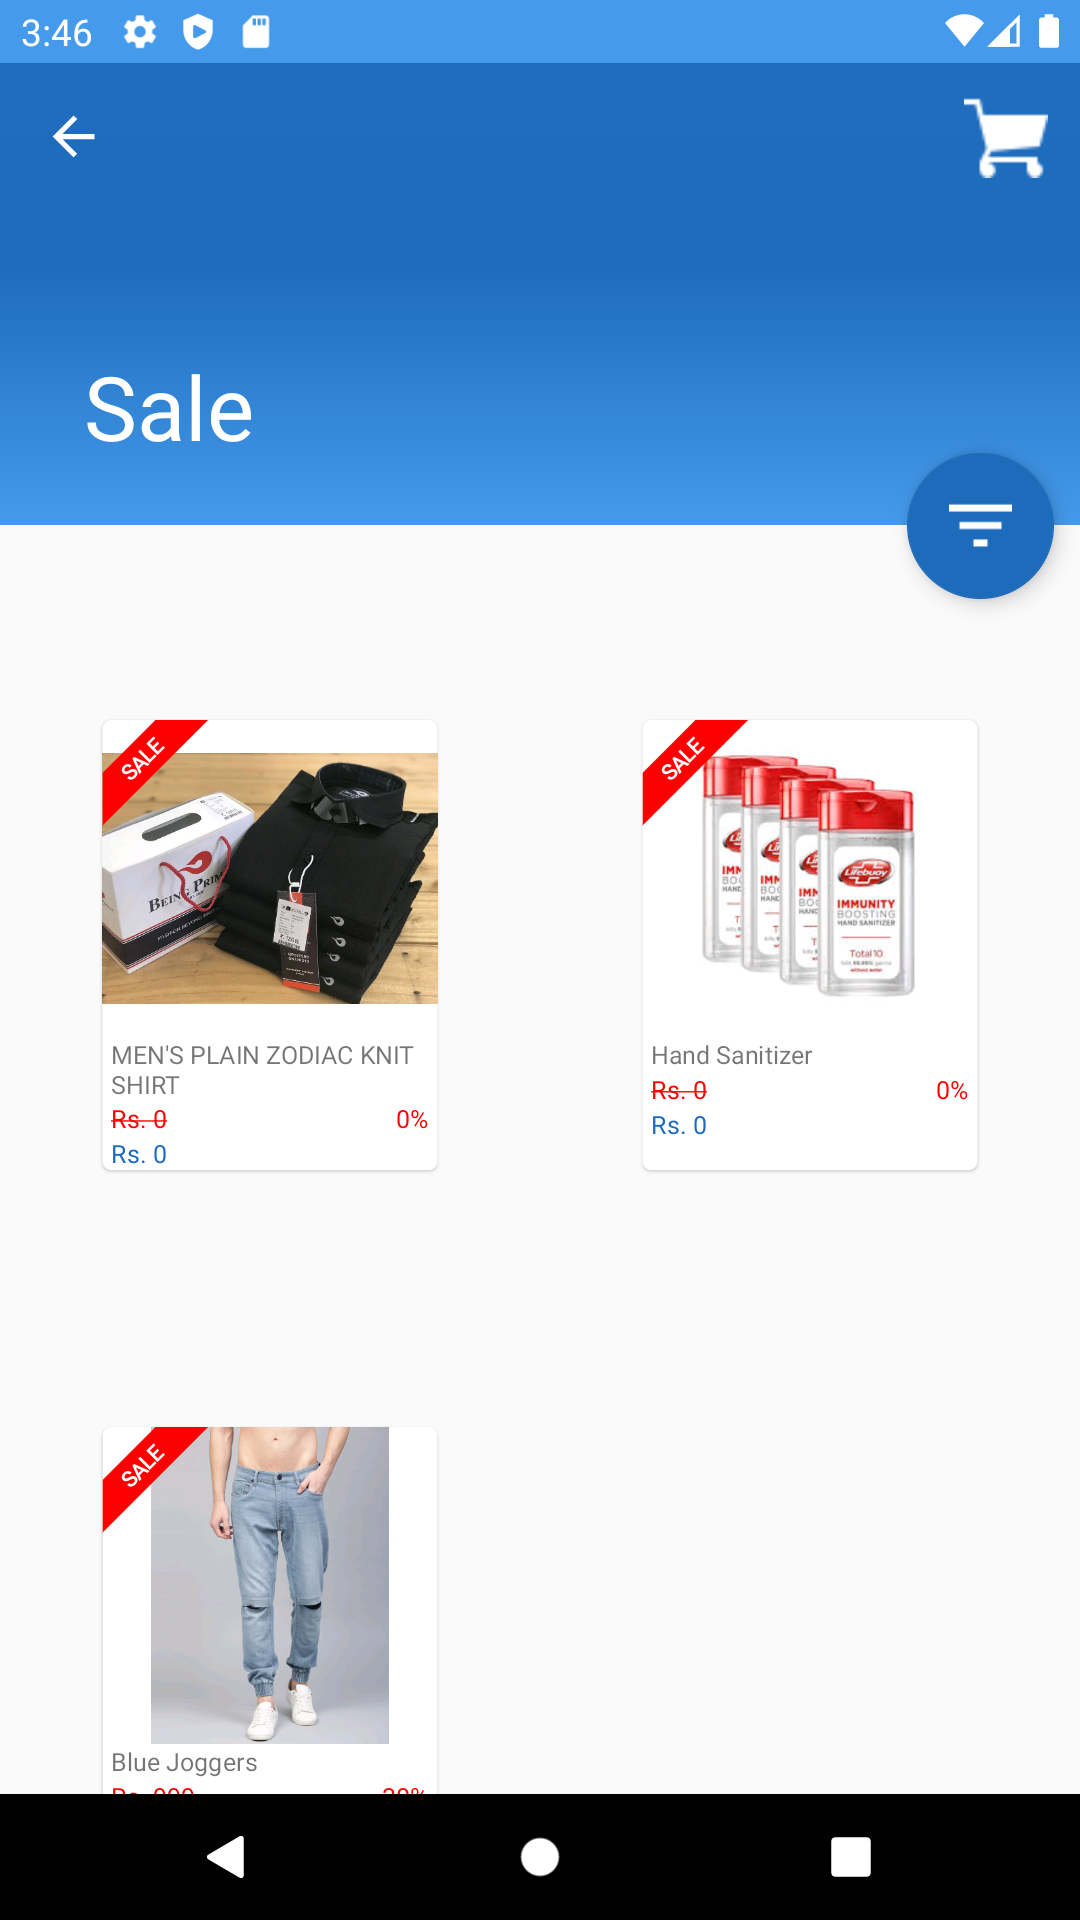 3:46
Sale
SALE
SALE
BEING PRIM
Lifebuoy
IMMUNITY
BOOSTING
HAND SANITIZER
Total 10
MEN'S PLAIN ZODIAC KNIT
SHIRT
Rs. 0 0%
Rs. 0
Hand Sanitizer
Rs. 0 0%
Rs. 0
SALE
Blue Joggers